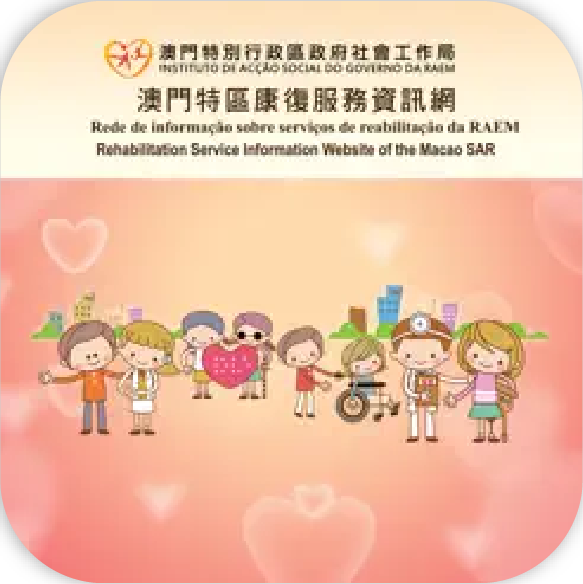 澳門特別行政區政府社會工作局
INSTITUTO DE ACÇÃO SOCIAL DO GOVERNO DA RAEM
澳門特區康復服務資訊網
Rede de informação sobre serviços de reabilitação da RAEM
Rehabilitation Service Information Website of the Macao SAR